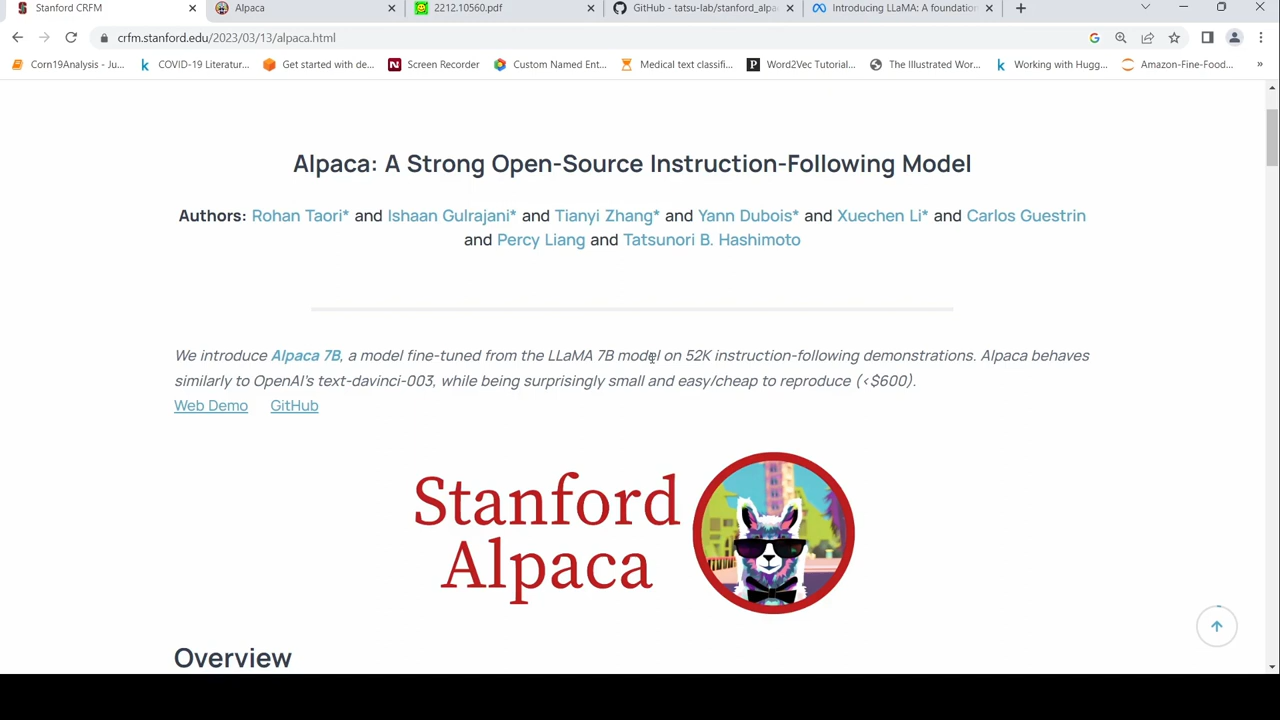 Stanford CRFM
Alpaca
2212.10560.pdf
GitHub - tatsu-lab/stanford_alpa
Introducing LLaMA: A foundation
crfm.stanford.edu/2023/03/13/alpaca.html
Corn19Analysis - Ju...
COVID-19 Literatur...
Get started with de...
Screen Recorder
Custom Named Ent...
Medical text classifi...
Word2Vec Tutorial...
The Illustrated Wor...
Working with Hugg...
Amazon-Fine-Food...
Alpaca: A Strong Open-Source Instruction-Following Model
Authors: Rohan Taori* and Ishaan Gulrajani* and Tianyi Zhang* and Yann Dubois* and Xuechen Li* and Carlos Guestrin
and Percy Liang and Tatsunori B. Hashimoto
We introduce Alpaca 7B, a model fine-tuned from the LLaMA 7B model on 52K instruction-following demonstrations. Alpaca behaves
similarly to OpenAI's text-davinci-003, while being surprisingly small and easy/cheap to reproduce (<$600).
Web Demo GitHub
Stanford
Alpaca
Overview